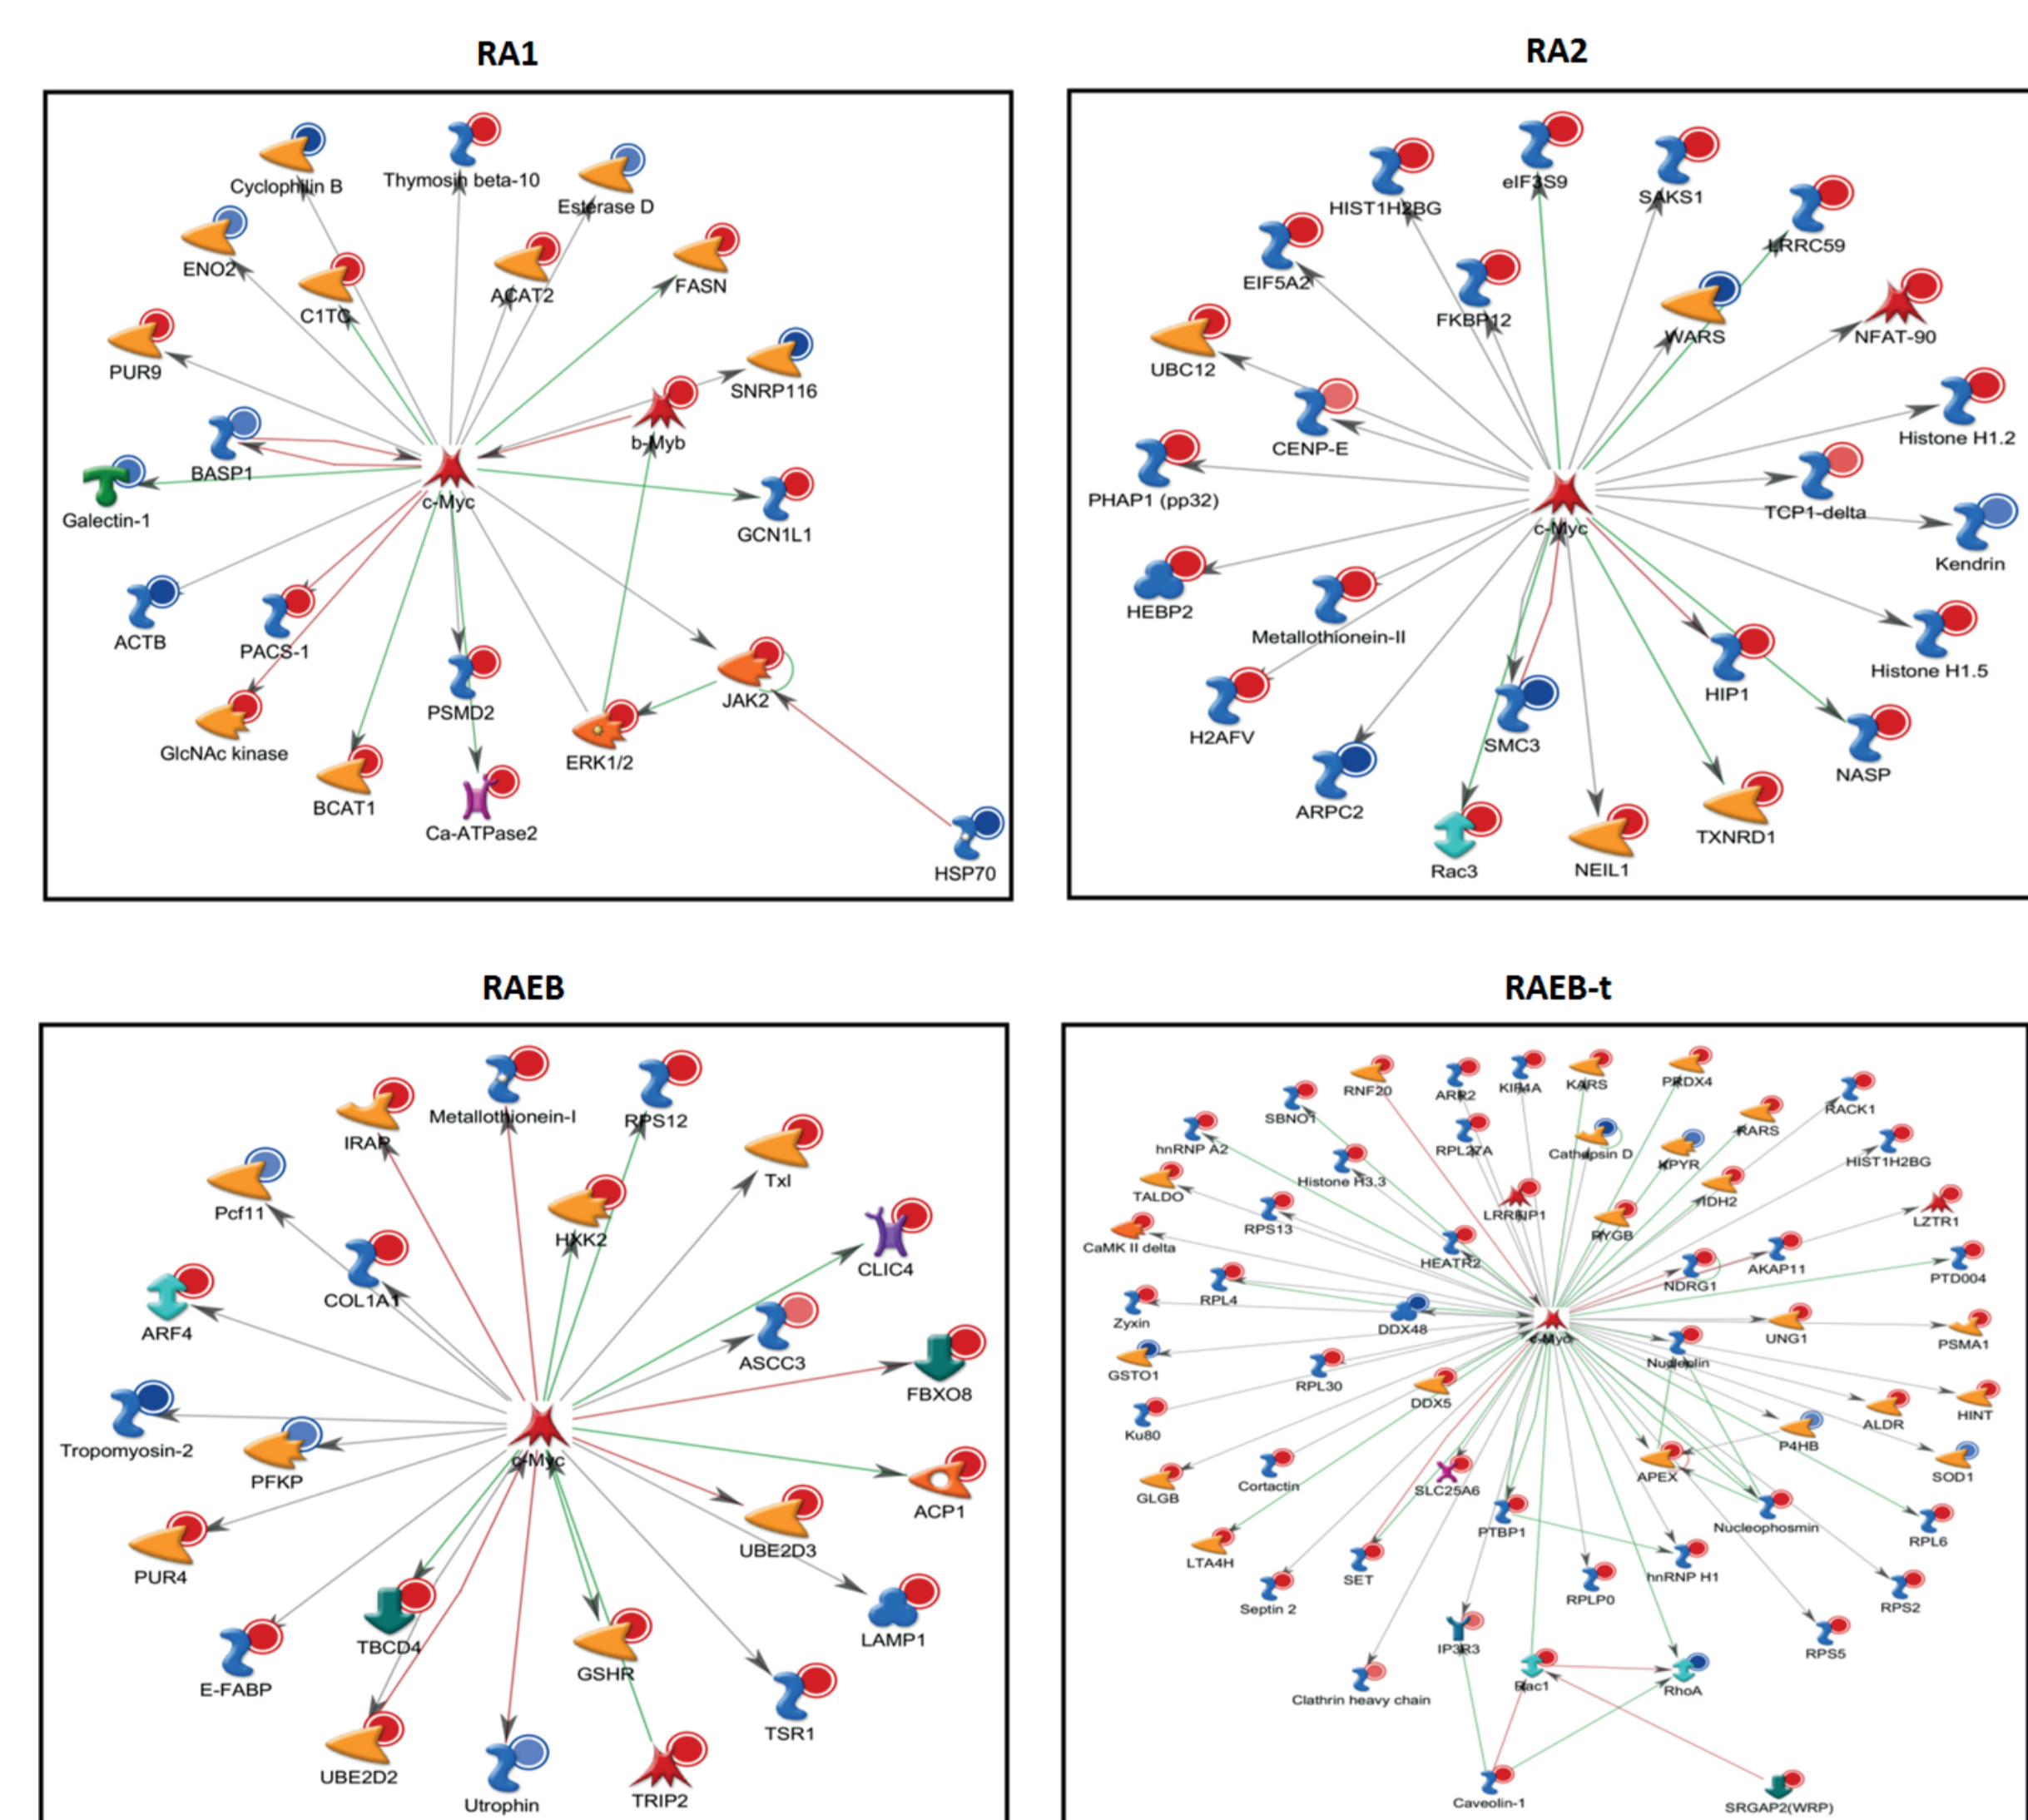 RA1
Cyclophilin B
Thymosin beta-10
Esterase D
ENO2
C1TC
ACAT2
FASN
PUR9
SNRP116
b-Myb
BASP1
c-Myc
Galectin-1
GCN1L1
ACTB
PACS-1
JAK2
PSMD2
GlcNAc kinase
ERK1/2
BCAT1
Ca-ATPase2
HSP70
RA2
eIF3S9
SAKS1
HIST1H2BG
LRRC59
EIF5A2
FKBP12
WARS
NFAT-90
UBC12
Histone H1.2
CENP-E
PHAP1 (pp32)
TCP1-delta
c-Myc
Kendrin
HEBP2
Metallothionein-II
Histone H1.5
HIP1
H2AFV
SMC3
NASP
ARPC2
TXNRD1
Rac3
NEIL1
RAEB
Metallothionein-I
RPS12
IRAP
Txl
Pcf11
HXK2
CLIC4
COL1A1
ARF4
ASCC3
FBXO8
Tropomyosin-2
c-Myc
PFKP
ACP1
UBE2D3
PUR4
LAMP1
TBCD4
GSHR
E-FABP
TSR1
UBE2D2
TRIP2
Utrophin
RAEB-t
RNF20
ARP2
KIF4A
KARS
PRDX4
SBNO1
RACK1
RARS
hnRNP A2
RPL27A
Cathepsin D
KPYR
HIST1H2BG
Histone H3.3
TALDO
IDH2
LRRFIP1
LZTR1
RPS13
PYGB
CaMK II delta
HEATR2
AKAP11
PTD004
NDRG1
RPL4
Zyxin
DDX48
c-Myc
UNG1
PSMA1
Nucleolin
GSTO1
RPL30
DDX5
HINT
ALDR
Ku80
P4HB
APEX
SOD1
Cortactin
SLC25A6
GLGB
Nucleophosmin
PTBP1
RPL6
LTA4H
SET
hnRNP H1
RPLP0
Septin 2
RPS2
IP3R3
RPS5
Rac1
RhoA
Clathrin heavy chain
Caveolin-1
SRGAP2(WRP)